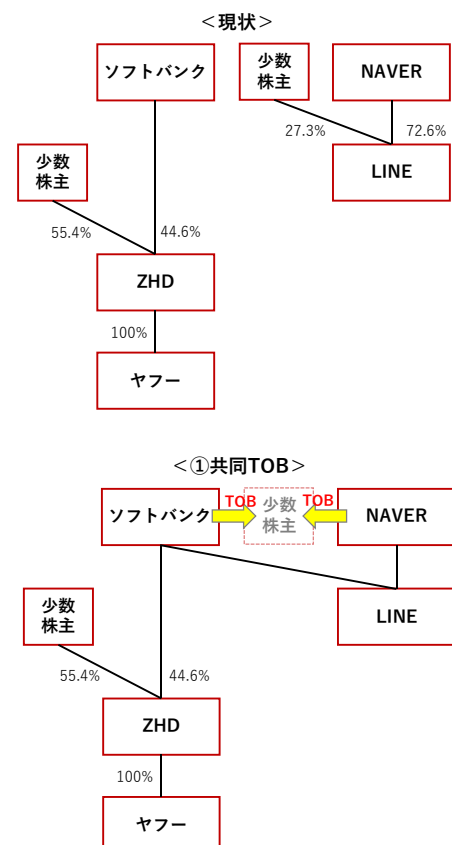 ＜現状＞
ソフトバンク
少数
株主
NAVER
27.3%
72.6%
LINE
少数
株主
55.4%
44.6%
ZHD
100%
ヤフー
＜①共同TOB＞
ソフトバンク
TOB
少数
株主
TOB
NAVER
少数
株主
LINE
55.4%
44.6%
ZHD
100%
ヤフー